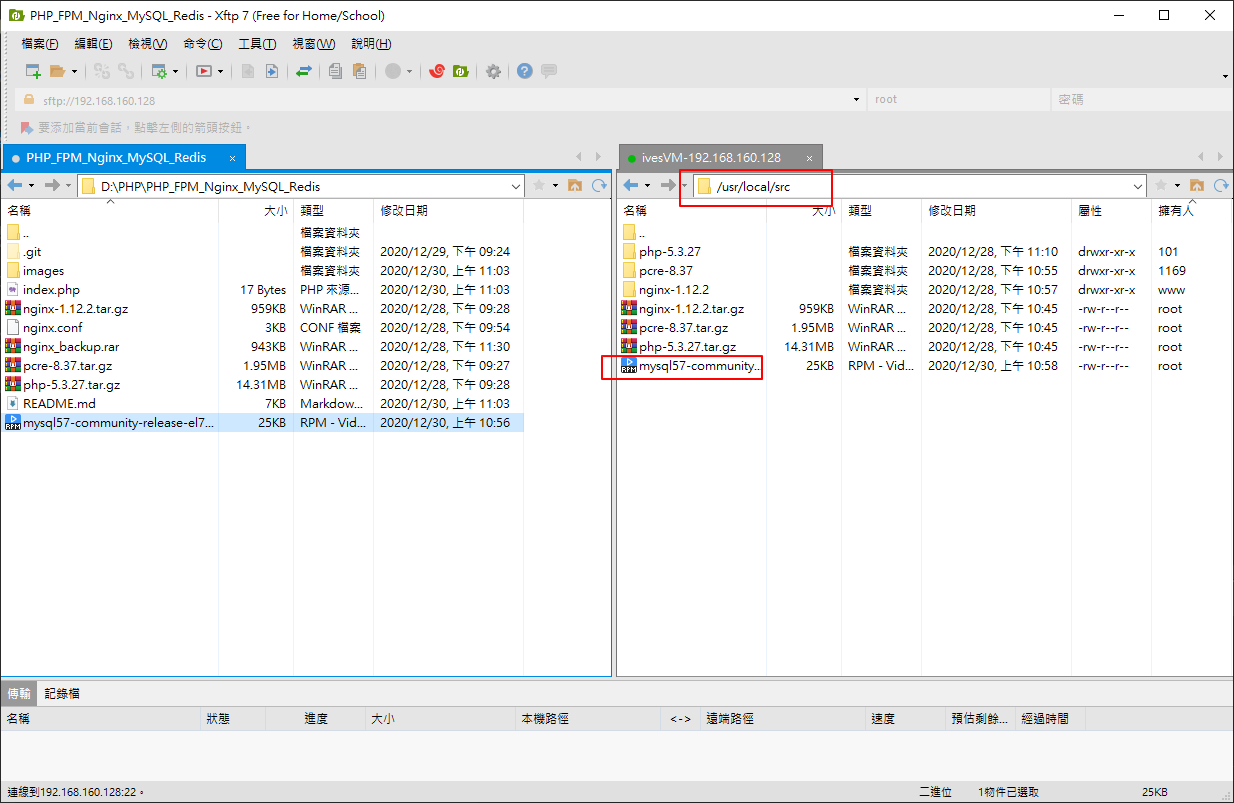 PHP_FPM_Nginx_MySQL_Redis - Xftp 7 (Free for Home/School)
檔案(F) 編輯(E) 檢視(V) 命令(C) 工具(T) 視窗(W) 說明(H)
sftp://192.168.160.128 root 密碼
要添加當前會話，點擊左側的箭頭按鈕。
PHP_FPM_Nginx_MySQL_Redis ×
D:\PHP\PHP_FPM_Nginx_MySQL_Redis
名稱 大小 類型 修改日期
.. 檔案資料夾
.git 檔案資料夾 2020/12/29, 下午 09:24
images 檔案資料夾 2020/12/30, 上午 11:03
index.php 17 Bytes PHP 來源... 2020/12/30, 上午 11:03
nginx-1.12.2.tar.gz 959KB WinRAR ... 2020/12/28, 下午 09:28
nginx.conf 3KB CONF 檔案 2020/12/28, 下午 09:54
nginx_backup.rar 943KB WinRAR ... 2020/12/28, 下午 11:30
pcre-8.37.tar.gz 1.95MB WinRAR ... 2020/12/28, 下午 09:27
php-5.3.27.tar.gz 14.31MB WinRAR ... 2020/12/28, 下午 09:28
README.md 7KB Markdow... 2020/12/30, 上午 11:03
mysql57-community-release-el7... 25KB RPM - Vid... 2020/12/30, 上午 10:56
ivesVM-192.168.160.128 ×
/usr/local/src
名稱 大小 類型 修改日期 屬性 擁有人
..
php-5.3.27 檔案資料夾 2020/12/28, 下午 11:10 drwxr-xr-x 101
pcre-8.37 檔案資料夾 2020/12/28, 下午 10:55 drwxr-xr-x 1169
nginx-1.12.2 檔案資料夾 2020/12/28, 下午 10:57 drwxr-xr-x www
nginx-1.12.2.tar.gz 959KB WinRAR ... 2020/12/28, 下午 10:45 -rw-r--r-- root
pcre-8.37.tar.gz 1.95MB WinRAR ... 2020/12/28, 下午 10:45 -rw-r--r-- root
php-5.3.27.tar.gz 14.31MB WinRAR ... 2020/12/28, 下午 10:45 -rw-r--r-- root
mysql57-community... 25KB RPM - Vid... 2020/12/30, 上午 10:58 -rw-r--r-- root
傳輸 記錄檔
名稱 狀態 進度 大小 本機路徑 <-> 遠端路徑 速度 預估剩餘... 經過時間
連線到192.168.160.128:22。 二進位 1物件已選取 25KB